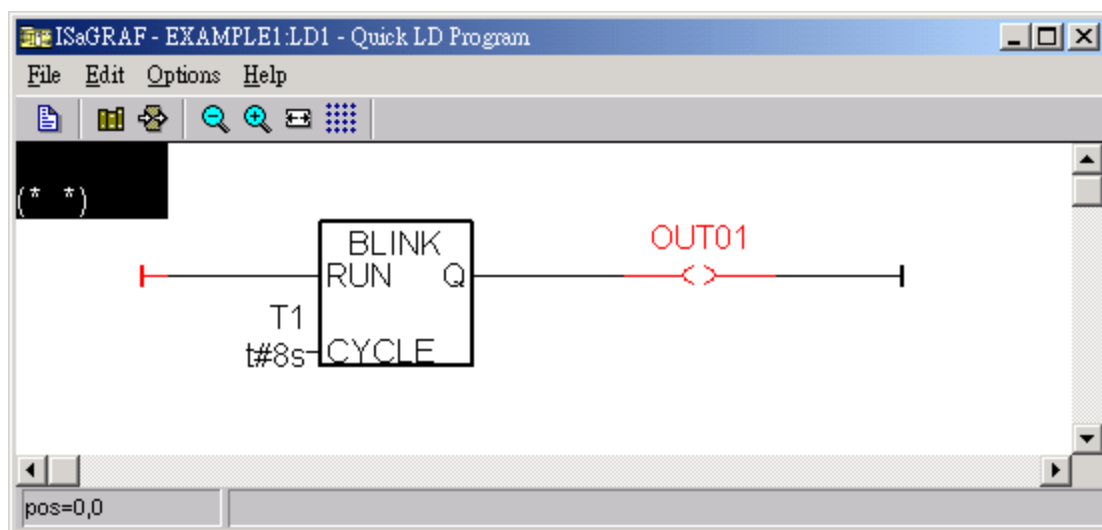 ISaGRAF - EXAMPLE1:LD1 - Quick LD Program
File Edit Options Help
(* *)
BLINK
OUT01
RUN Q
T1
t#8s CYCLE
pos=0,0